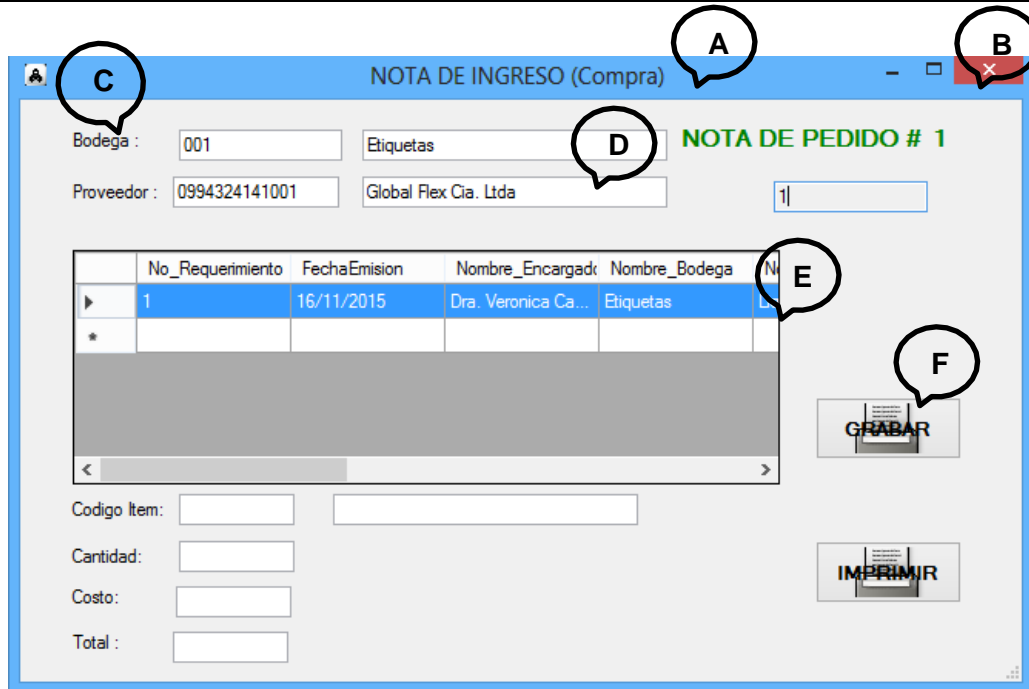 A
B
C
NOTA DE INGRESO (Compra)
Bodega : 001 Etiquetas D NOTA DE PEDIDO # 1
Proveedor : 0994324141001 Global Flex Cia. Ltda 1
No_Requerimiento FechaEmision Nombre_Encargado Nombre_Bodega E
1 16/11/2015 Dra. Veronica Ca... Etiquetas
F
GRABAR
Codigo Item:
Cantidad:
IMPRIMIR
Costo:
Total :